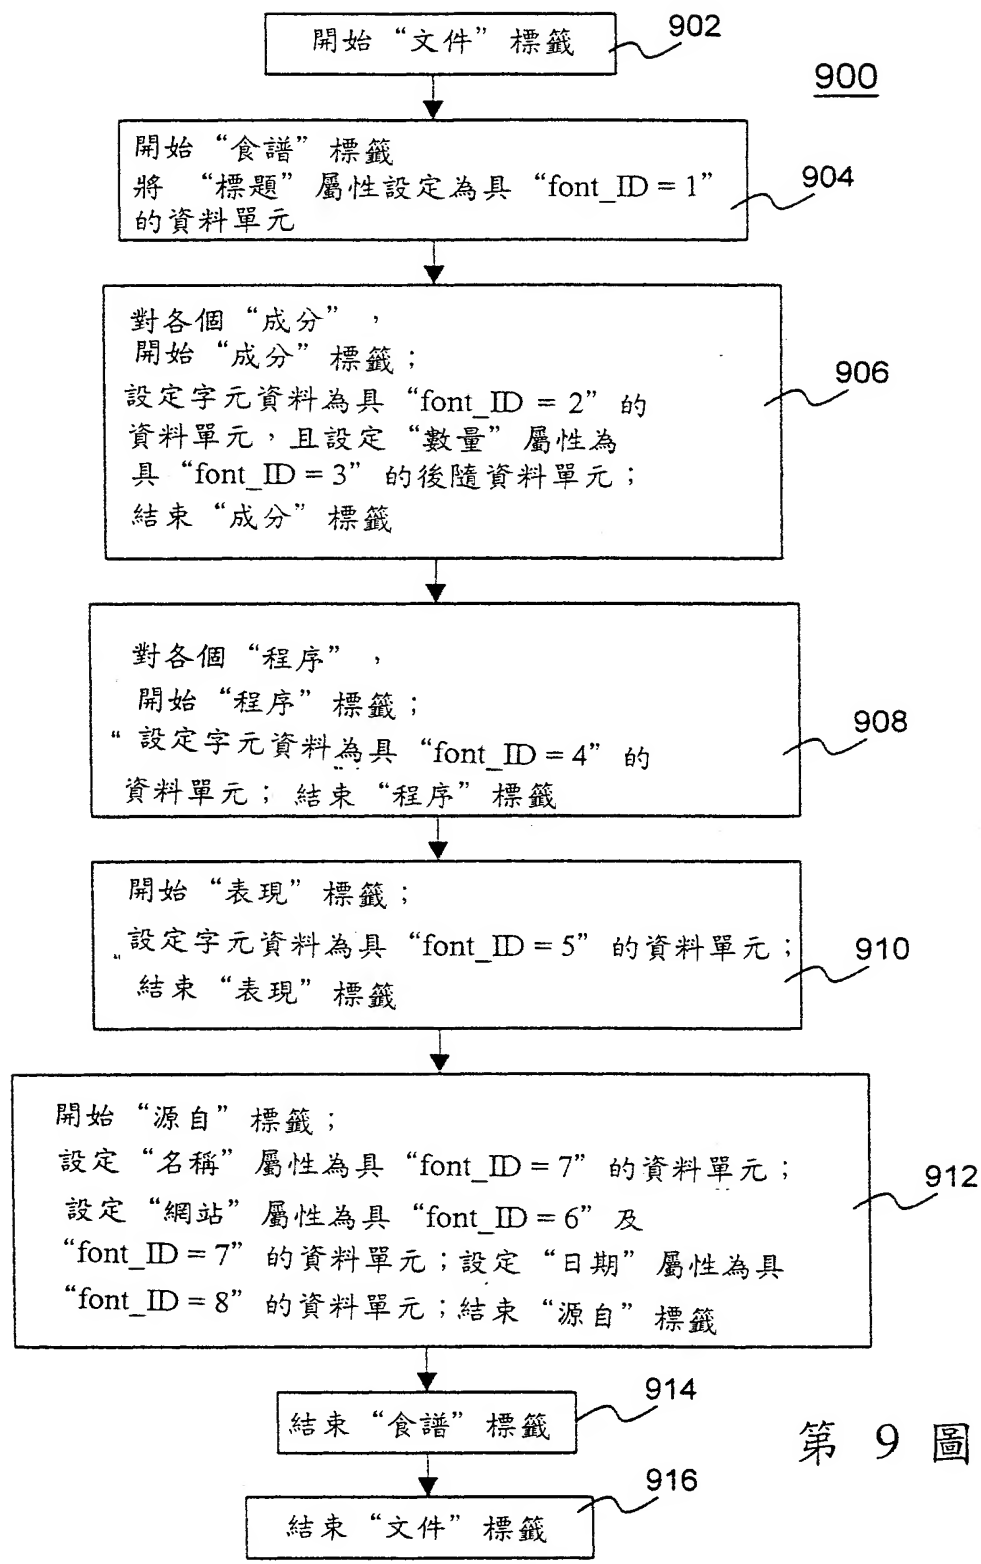 開始“文件”標籤
902
900
開始“食譜”標籤
將 “標題”屬性設定為具“font_ID = 1”
的資料單元
904
對各個“成分”，
開始“成分”標籤；
設定字元資料為具“font_ID = 2”的
資料單元，且設定“數量”屬性為
具“font_ID = 3”的後隨資料單元；
結束“成分”標籤
906
對各個“程序”，
開始“程序”標籤；
設定字元資料為具“font_ID = 4”的
資料單元；結束“程序”標籤
908
開始“表現”標籤；
設定字元資料為具“font_ID = 5”的資料單元；
結束“表現”標籤
910
開始“源自”標籤；
設定“名稱”屬性為具“font_ID = 7”的資料單元；
設定“網站”屬性為具“font_ID = 6”及
“font_ID = 7”的資料單元；設定“日期”屬性為具
“font_ID = 8”的資料單元；結束“源自”標籤
912
結束“食譜”標籤
914
第 9 圖
結束“文件”標籤
916